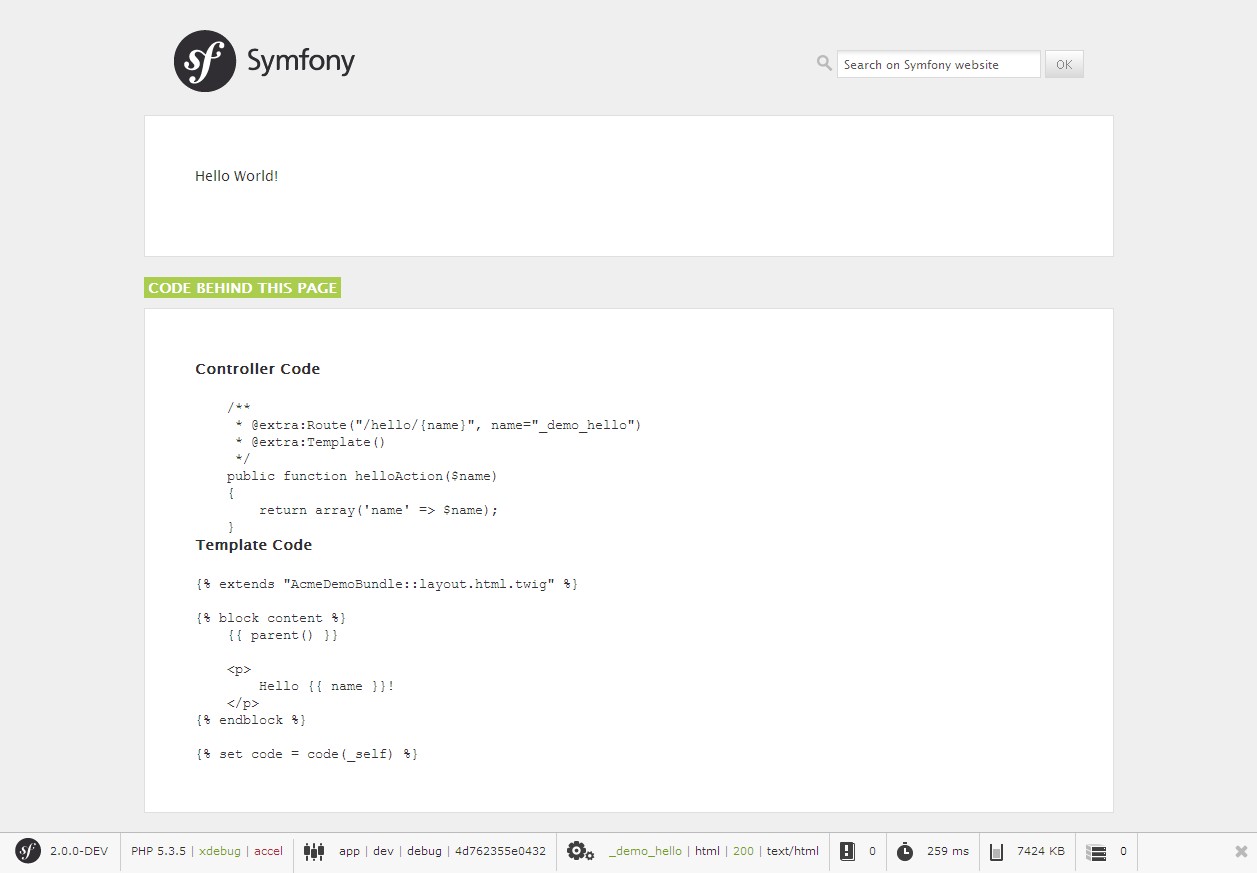 sf Symfony
Search on Symfony website OK
Hello World!
CODE BEHIND THIS PAGE
Controller Code
/**
* @extra:Route("/hello/{name}", name="_demo_hello")
* @extra:Template()
*/
public function helloAction($name)
{
return array('name' => $name);
}
Template Code
{% extends "AcmeDemoBundle::layout.html.twig" %}
{% block content %}
{{ parent() }}
<p>
Hello {{ name }}!
</p>
{% endblock %}
{% set code = code(_self) %}
sf 2.0.0-DEV PHP 5.3.5 | xdebug | accel app | dev | debug | 4d762355e0432 _demo_hello | html | 200 | text/html 0 259 ms 7424 KB 0